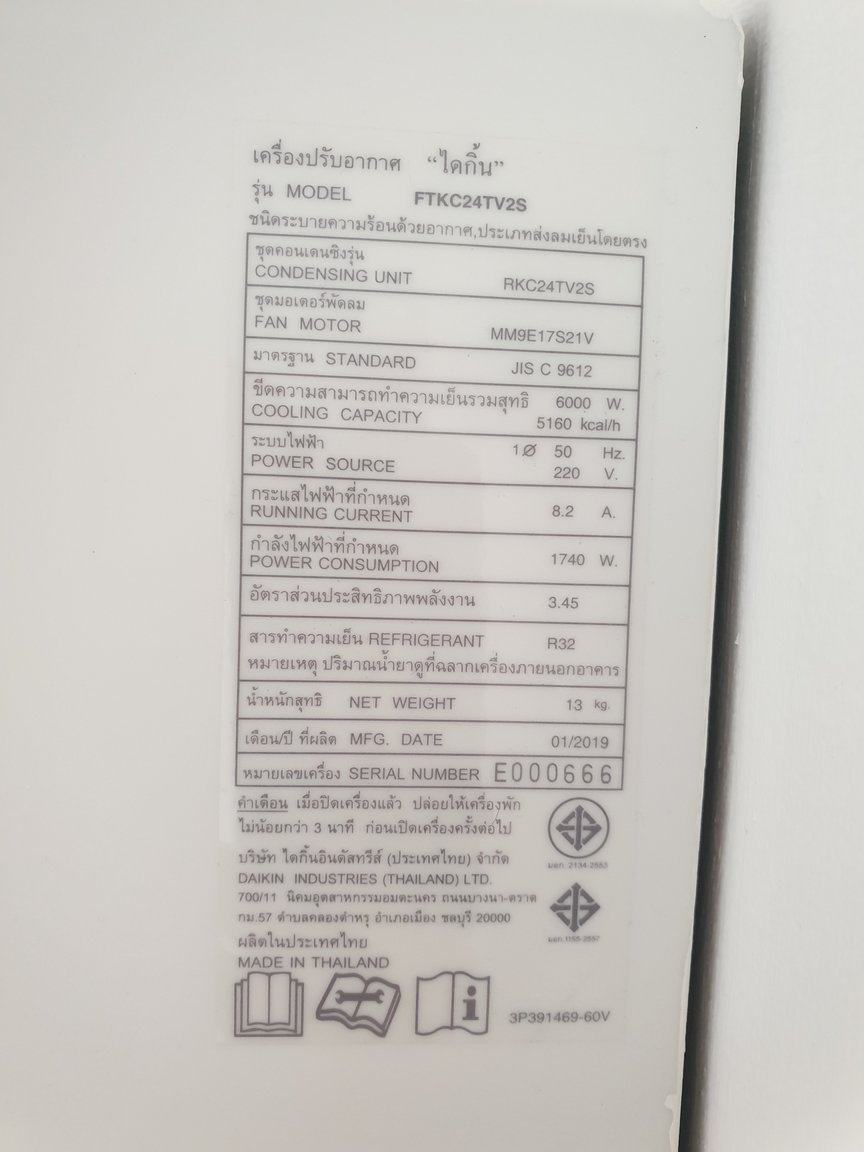 เครื่องปรับอากาศ "ไดกิ้น"
รุ่น MODEL FTKC24TV2S
ชนิดระบายความร้อนด้วยอากาศ,ประเภทส่งลมเย็นโดยตรง
ชุดคอนเดนซิงรุ่น
CONDENSING UNIT RKC24TV2S
ชุดมอเตอร์พัดลม
FAN MOTOR MM9E17S21V
มาตรฐาน STANDARD JIS C 9612
ขีดความสามารถทำความเย็นรวมสุทธิ 6000 W.
COOLING CAPACITY 5160 kcal/h
ระบบไฟฟ้า 1Ø 50 Hz.
POWER SOURCE 220 V.
กระแสไฟฟ้าที่กำหนด
RUNNING CURRENT 8.2 A.
กำลังไฟฟ้าที่กำหนด
POWER CONSUMPTION 1740 W.
อัตราส่วนประสิทธิภาพพลังงาน 3.45
สารทำความเย็น REFRIGERANT R32
หมายเหตุ ปริมาณน้ำยาดูที่ฉลากเครื่องภายนอกอาคาร
น้ำหนักสุทธิ NET WEIGHT 13 kg.
เดือน/ปี ที่ผลิต MFG. DATE 01/2019
หมายเลขเครื่อง SERIAL NUMBER E000666
คำเตือน เมื่อปิดเครื่องแล้ว ปล่อยให้เครื่องพัก
ไม่น้อยกว่า 3 นาที ก่อนเปิดเครื่องครั้งต่อไป
มอก. 2134-2553
บริษัท ไดกิ้นอินดัสทรีส์ (ประเทศไทย) จำกัด
DAIKIN INDUSTRIES (THAILAND) LTD.
700/11 นิคมอุตสาหกรรมอมตะนคร ถนนบางนา-ตราด
กม.57 ตำบลคลองตำหรุ อำเภอเมือง ชลบุรี 20000
มอก.1155-2557
ผลิตในประเทศไทย
MADE IN THAILAND
3P391469-60V